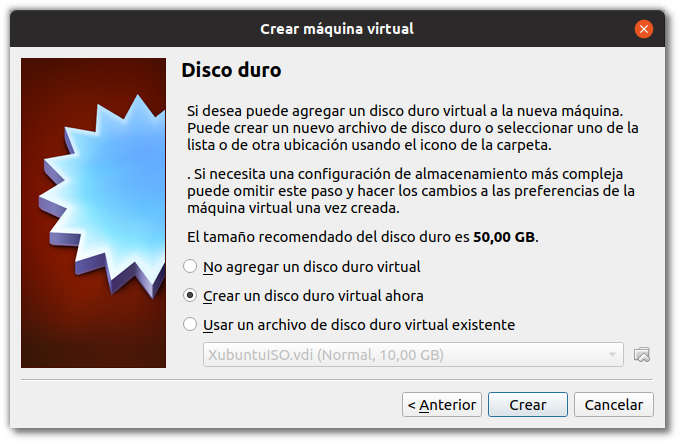 Crear máquina virtual
Disco duro
Si desea puede agregar un disco duro virtual a la nueva máquina.
Puede crear un nuevo archivo de disco duro o seleccionar uno de la
lista o de otra ubicación usando el icono de la carpeta.
. Si necesita una configuración de almacenamiento más compleja
puede omitir este paso y hacer los cambios a las preferencias de la
máquina virtual una vez creada.
El tamaño recomendado del disco duro es 50,00 GB.
No agregar un disco duro virtual
Crear un disco duro virtual ahora
Usar un archivo de disco duro virtual existente
XubuntuISO.vdi (Normal, 10,00 GB)
< Anterior
Crear
Cancelar